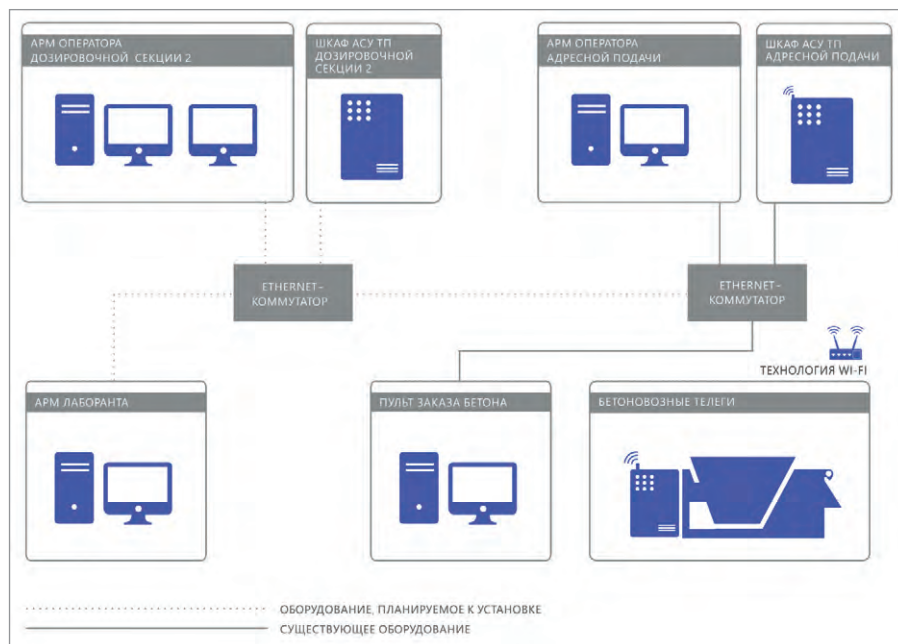 АРМ ОПЕРАТОРА
ДОЗИРОВОЧНОЙ СЕКЦИИ 2
ШКАФ АСУ ТП
ДОЗИРОВОЧНОЙ
СЕКЦИИ 2
АРМ ОПЕРАТОРА
АДРЕСНОЙ ПОДАЧИ
ШКАФ АСУ ТП
АДРЕСНОЙ ПОДАЧИ
ETHERNET–
КОММУТАТОР
ETHERNET–
КОММУТАТОР
ТЕХНОЛОГИЯ WI-FI
АРМ ЛАБОРАНТА
ПУЛЬТ ЗАКАЗА БЕТОНА
БЕТОНОВОЗНЫЕ ТЕЛЕГИ
ОБОРУДОВАНИЕ, ПЛАНИРУЕМОЕ К УСТАНОВКЕ
СУЩЕСТВУЮЩЕЕ ОБОРУДОВАНИЕ